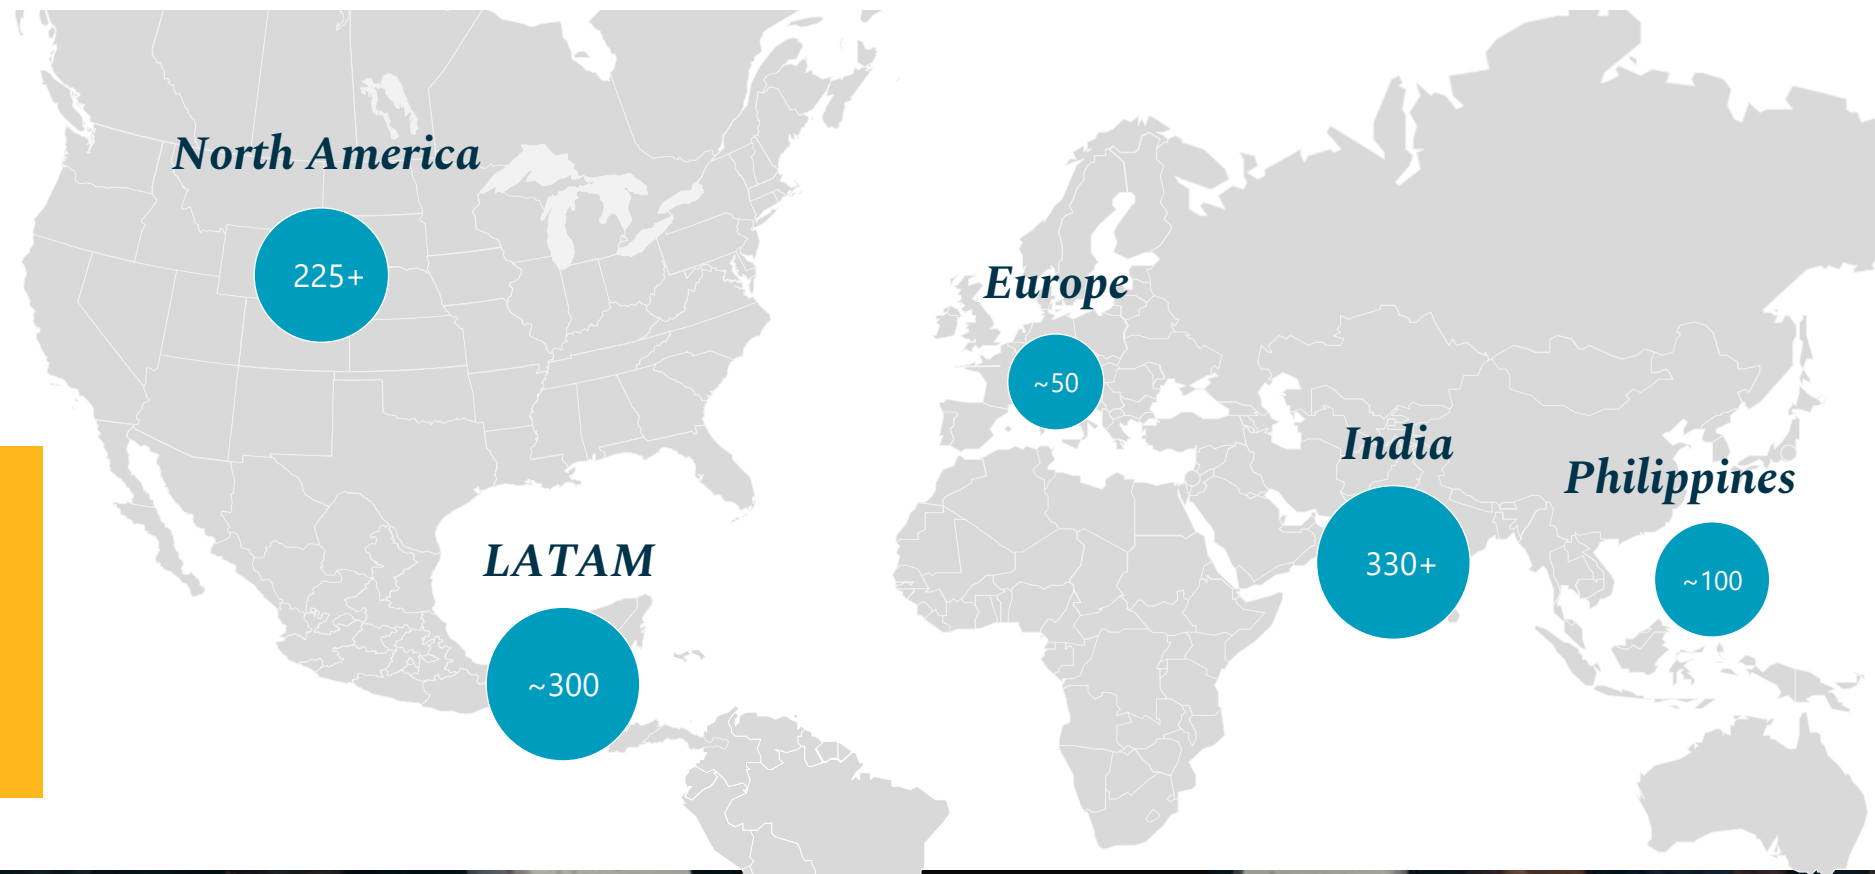 North America
225+
Europe
~50
India
330+
Philippines
~100
LATAM
~300